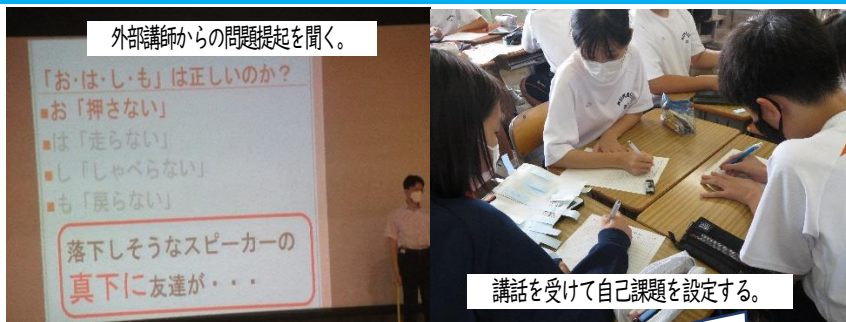 外部講師からの問題提起を聞く。
「お・は・し・も」は正しいのか？
■お「押さない」
■は「走らない」
■し「しゃべらない」
■も「戻らない」
落下しそうなスピーカーの
真下に友達が・・・
講話を受けて自己課題を設定する。